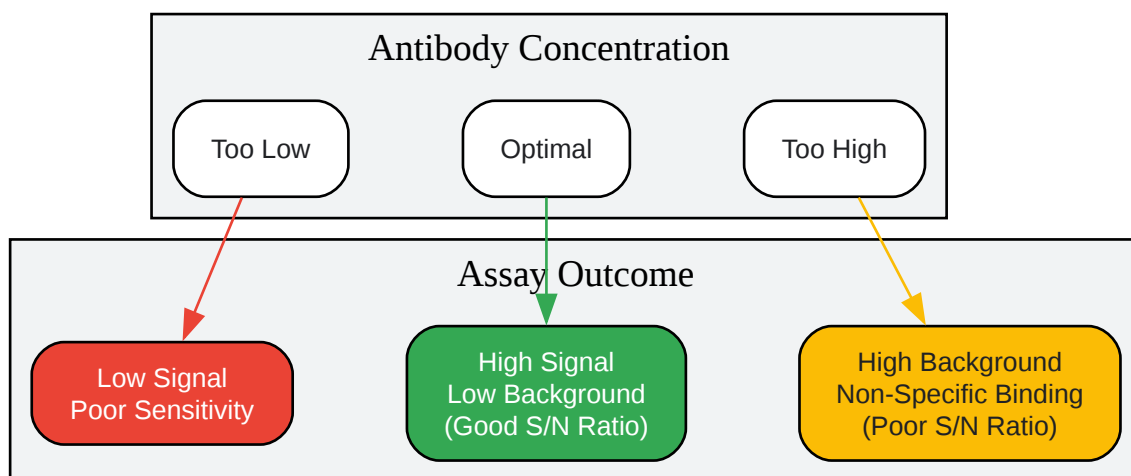 Antibody Concentration
Too Low
Optimal
Too High
Assay Outcome
Low Signal
Poor Sensitivity
High Signal
Low Background
(Good S/N Ratio)
High Background
Non-Specific Binding
(Poor S/N Ratio)